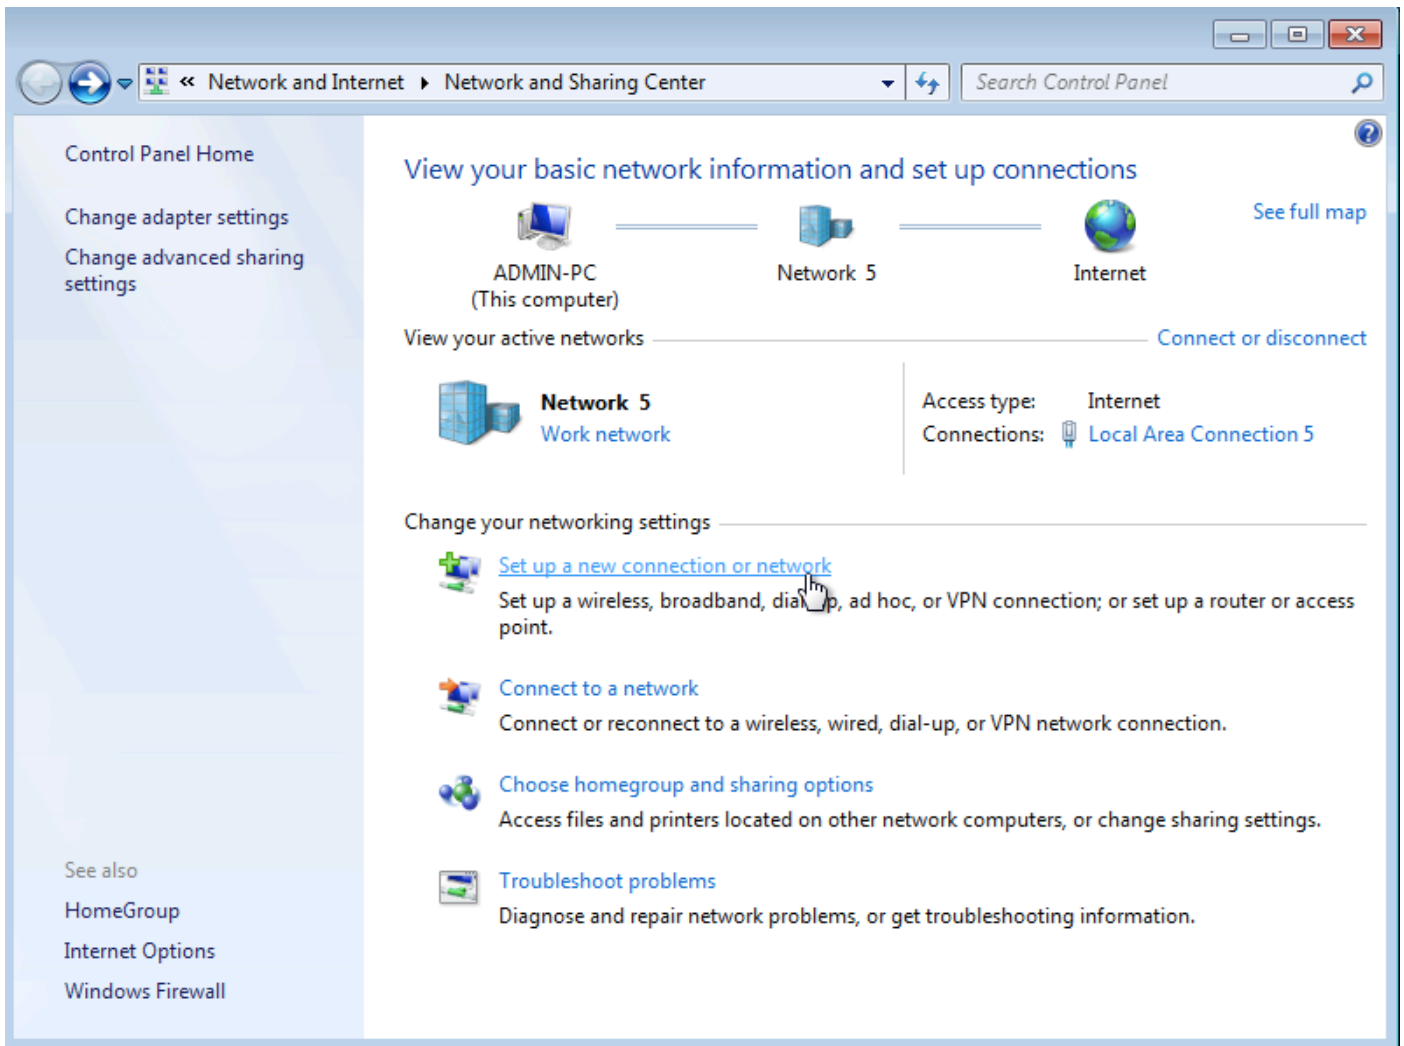 « Network and Internet ▸ Network and Sharing Center
Search Control Panel
Control Panel Home
Change adapter settings
Change advanced sharing
settings
See also
HomeGroup
Internet Options
Windows Firewall
View your basic network information and set up connections
See full map
ADMIN-PC
(This computer)
Network 5
Internet
View your active networks
Connect or disconnect
Network 5
Work network
Access type: Internet
Connections: Local Area Connection 5
Change your networking settings
Set up a new connection or network
Set up a wireless, broadband, dial-up, ad hoc, or VPN connection; or set up a router or access
point.
Connect to a network
Connect or reconnect to a wireless, wired, dial-up, or VPN network connection.
Choose homegroup and sharing options
Access files and printers located on other network computers, or change sharing settings.
Troubleshoot problems
Diagnose and repair network problems, or get troubleshooting information.